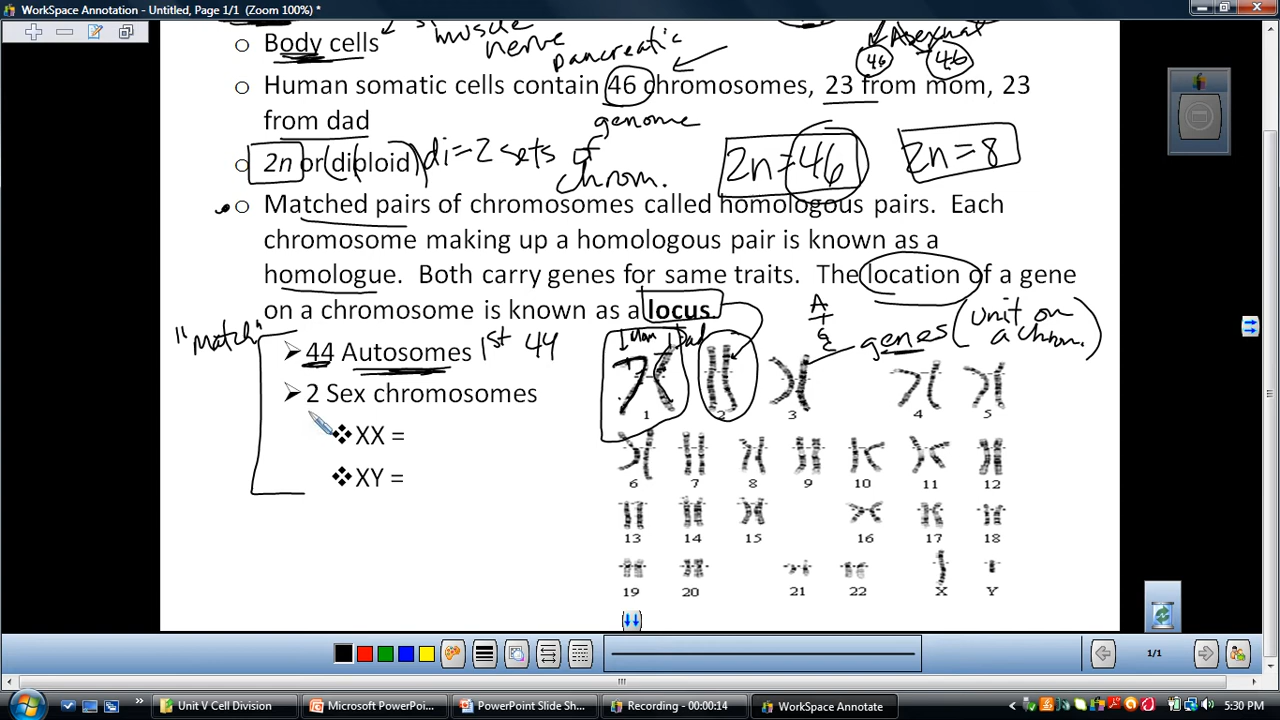 WorkSpace Annotation - Untitled, Page 1/1 (Zoom 100%) *
muscle
Body cells
nerve
pancreatic
Asexual
46 46
Human somatic cells contain 46 chromosomes, 23 from mom, 23
from dad
genome
of
chrom.
2n or (diploid) di=2 sets
2n=46
2n=8
Matched pairs of chromosomes called homologous pairs. Each
chromosome making up a homologous pair is known as a
homologue. Both carry genes for same traits. The location of a gene
on a chromosome is known as a locus.
"Match"
44 Autosomes 1st 44
2 Sex chromosomes
XX =
XY =
Mom Dad
A
T
G
C
genes (unit on
a chrom.)
1 2 3 4 5
6 7 8 9 10 11 12
13 14 15 16 17 18
19 20 21 22 X Y
1/1
Unit V Cell Division
Microsoft PowerPoint ...
PowerPoint Slide Sh...
Recording - 00:00:14
WorkSpace Annotate
5:30 PM